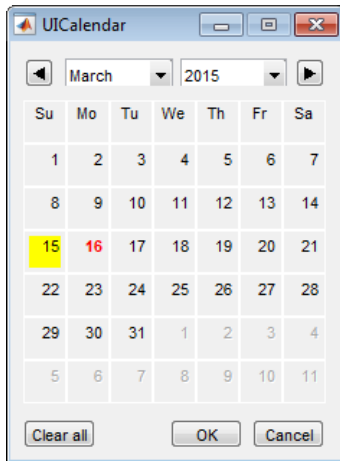 UICalendar
March 2015
Su Mo Tu We Th Fr Sa
1 2 3 4 5 6 7
8 9 10 11 12 13 14
15 16 17 18 19 20 21
22 23 24 25 26 27 28
29 30 31 1 2 3 4
5 6 7 8 9 10 11
Clear all OK Cancel